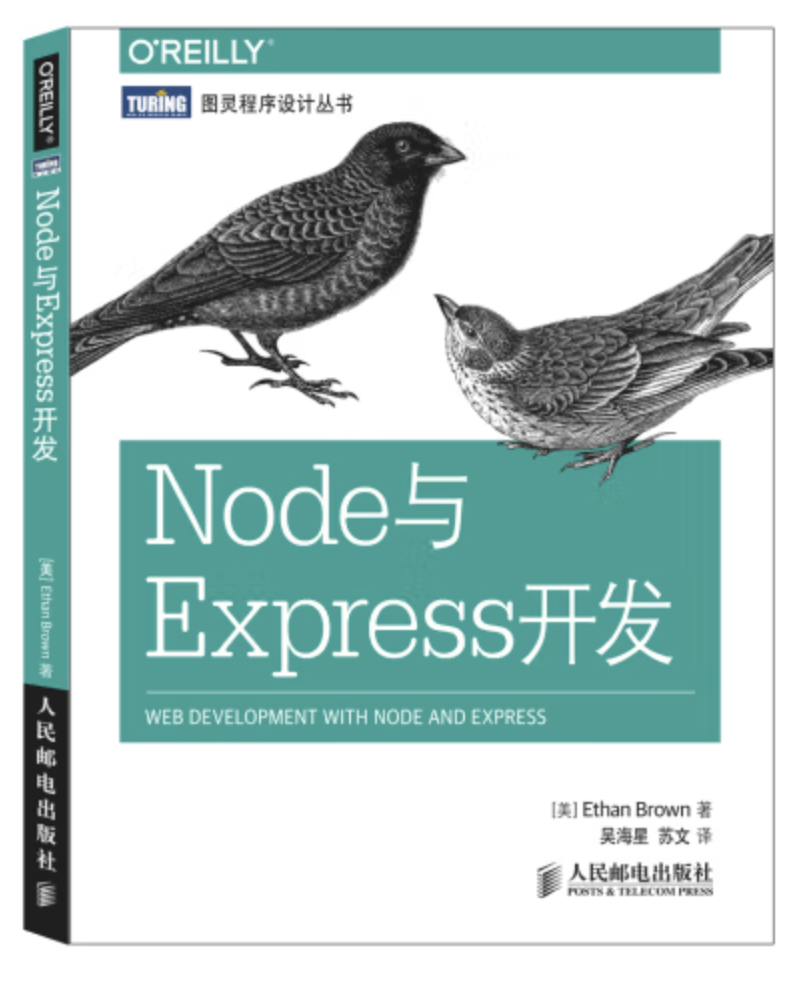 O'REILLY®
TURING
图灵程序设计丛书
Node与
Express开发
WEB DEVELOPMENT WITH NODE AND EXPRESS
[美] Ethan Brown 著
吴海星 苏文 译
人民邮电出版社
POSTS & TELECOM PRESS
O'REILLY®
TURING
Node与Express开发
[美] Ethan Brown 著
人民邮电出版社